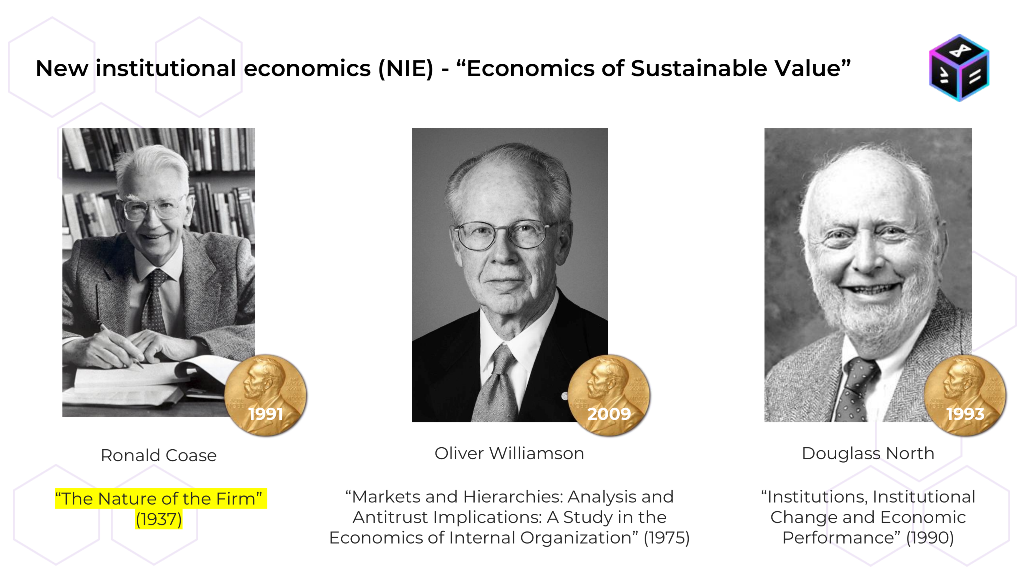 New institutional economics (NIE) - “Economics of Sustainable Value”
1991
2009
1993
Ronald Coase
Oliver Williamson
Douglass North
“The Nature of the Firm”
(1937)
“Markets and Hierarchies: Analysis and
Antitrust Implications: A Study in the
Economics of Internal Organization” (1975)
“Institutions, Institutional
Change and Economic
Performance” (1990)